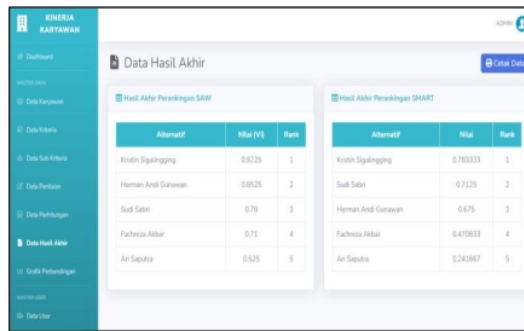 KINERJA
KARYAWAN
Dashboard
MASTER DATA
Data Karyawan
Data Kriteria
Data Sub Kriteria
Data Penilaian
Data Perhitungan
Data Hasil Akhir
Grafik Perbandingan
MASTER USER
Data User
ADMIN
Data Hasil Akhir
Cetak Data
Hasil Akhir Perankingan SAW
Alternatif Nilai (Vi) Rank
Kristin Sigalingging 0.9225 1
Herman Andi Gunawan 0.8525 2
Sudi Sabri 0.78 3
Fachreza Akbar 0.71 4
Ari Saputra 0.525 5
Hasil Akhir Perankingan SMART
Alternatif Nilai Rank
Kristin Sigalingging 0.783333 1
Sudi Sabri 0.7125 2
Herman Andi Gunawan 0.675 3
Fachreza Akbar 0.470833 4
Ari Saputra 0.241667 5